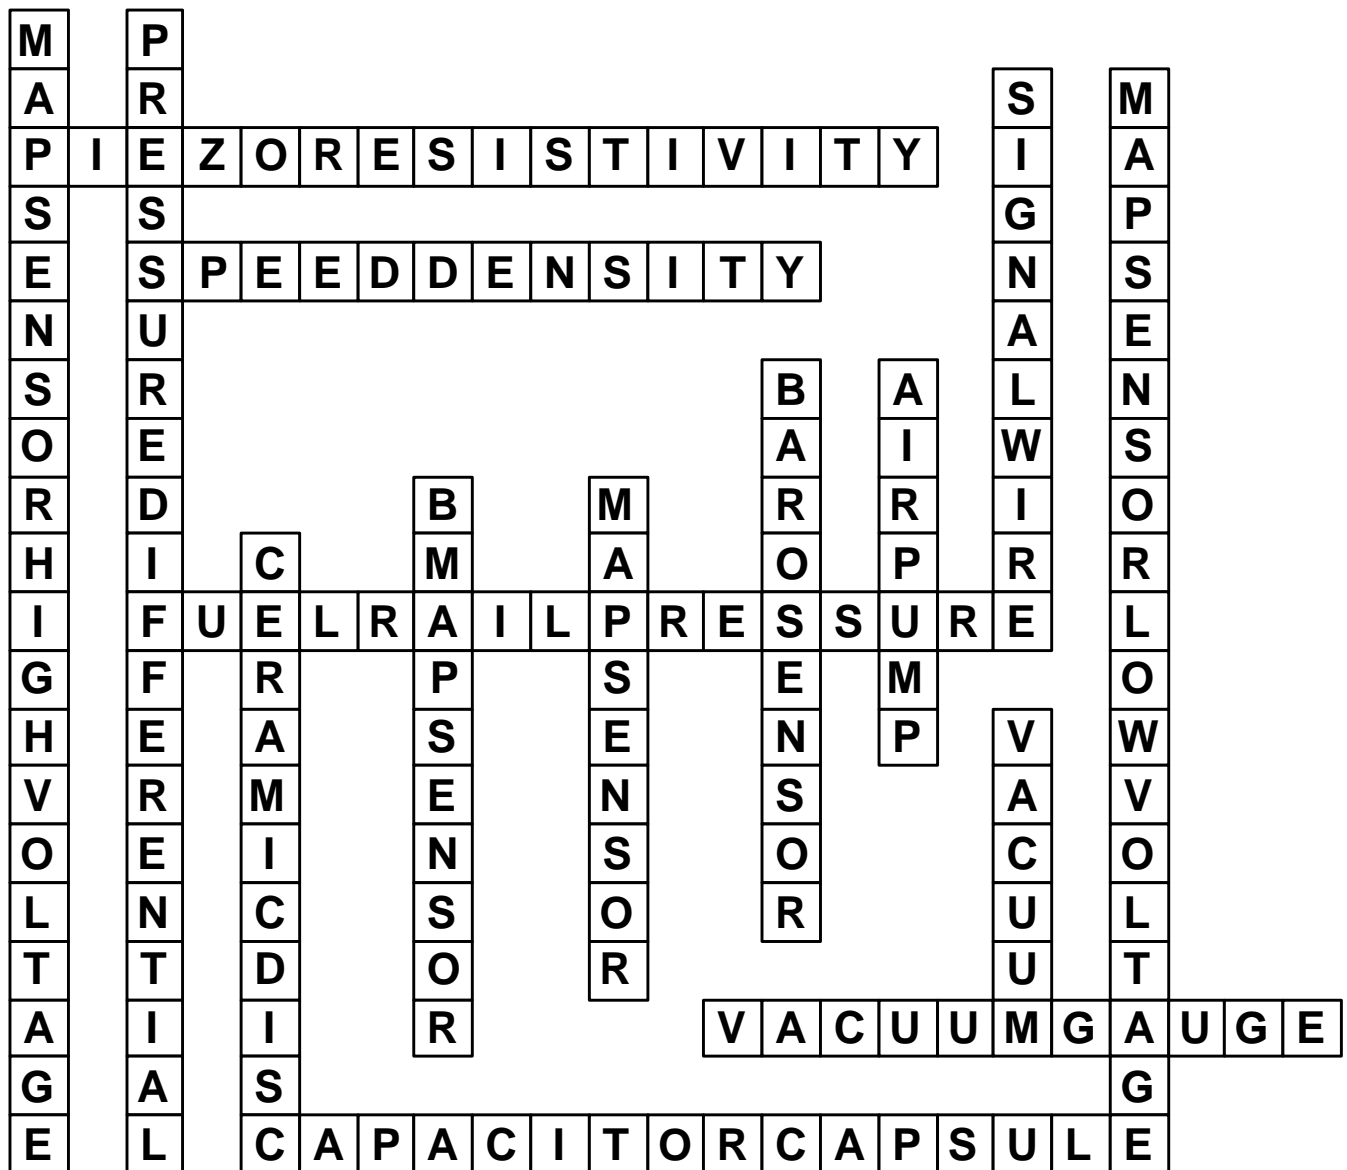 MAPSENSORHIGHVOLTAGE
PRESSUREDIFFERENTIAL
SIGNALWIRE
MAPSENSORLOWVOLTAGE
PIEZORESISTIVITY
SPEEDDENSITY
BAROSENSOR
AIRPUMP
BMAPSENSOR
MAPSENSOR
CERAMICDISC
FUELRAILPRESSURE
VACUUM
VACUUMGAUGE
CAPACITORCAPSULE